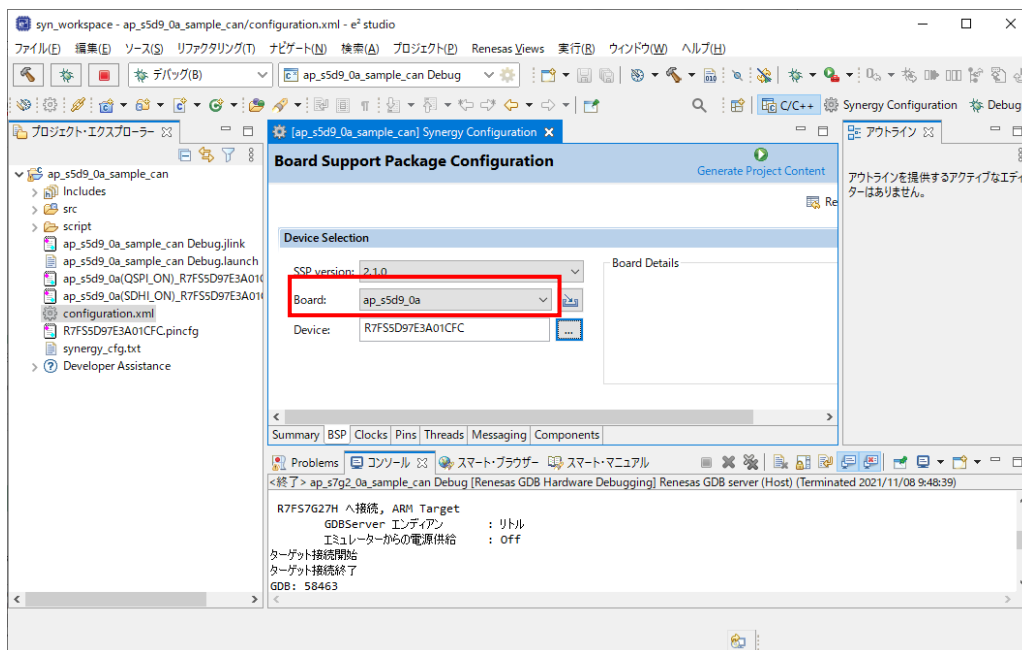 syn_workspace - ap_s5d9_0a_sample_can/configuration.xml - e² studio
ファイル(F) 編集(E) ソース(S) リファクタリング(T) ナビゲート(N) 検索(A) プロジェクト(P) Renesas Views 実行(R) ウィンドウ(W) ヘルプ(H)
デバッグ(B) ap_s5d9_0a_sample_can Debug
C/C++ Synergy Configuration Debug
プロジェクト・エクスプローラー
ap_s5d9_0a_sample_can
Includes
src
script
ap_s5d9_0a_sample_can Debug.jlink
ap_s5d9_0a_sample_can Debug.launch
ap_s5d9_0a(QSPI_ON)_R7FS5D97E3A01(
ap_s5d9_0a(SDHI_ON)_R7FS5D97E3A01(
configuration.xml
R7FS5D97E3A01CFC.pincfg
synergy_cfg.txt
Developer Assistance
[ap_s5d9_0a_sample_can] Synergy Configuration
Board Support Package Configuration
Generate Project Content
Re
Device Selection
SSP version: 2.1.0
Board: ap_s5d9_0a
Device: R7FS5D97E3A01CFC
...
Board Details
Summary BSP Clocks Pins Threads Messaging Components
アウトライン
アウトラインを提供するアクティブなエディ
ターはありません。
Problems コンソール スマート・ブラウザー スマート・マニュアル
<終了> ap_s7g2_0a_sample_can Debug [Renesas GDB Hardware Debugging] Renesas GDB server (Host) (Terminated 2021/11/08 9:48:39)
R7FS7G27H へ接続, ARM Target
GDBServer エンディアン : リトル
エミュレーターからの電源供給 : Off
ターゲット接続開始
ターゲット接続終了
GDB: 58463